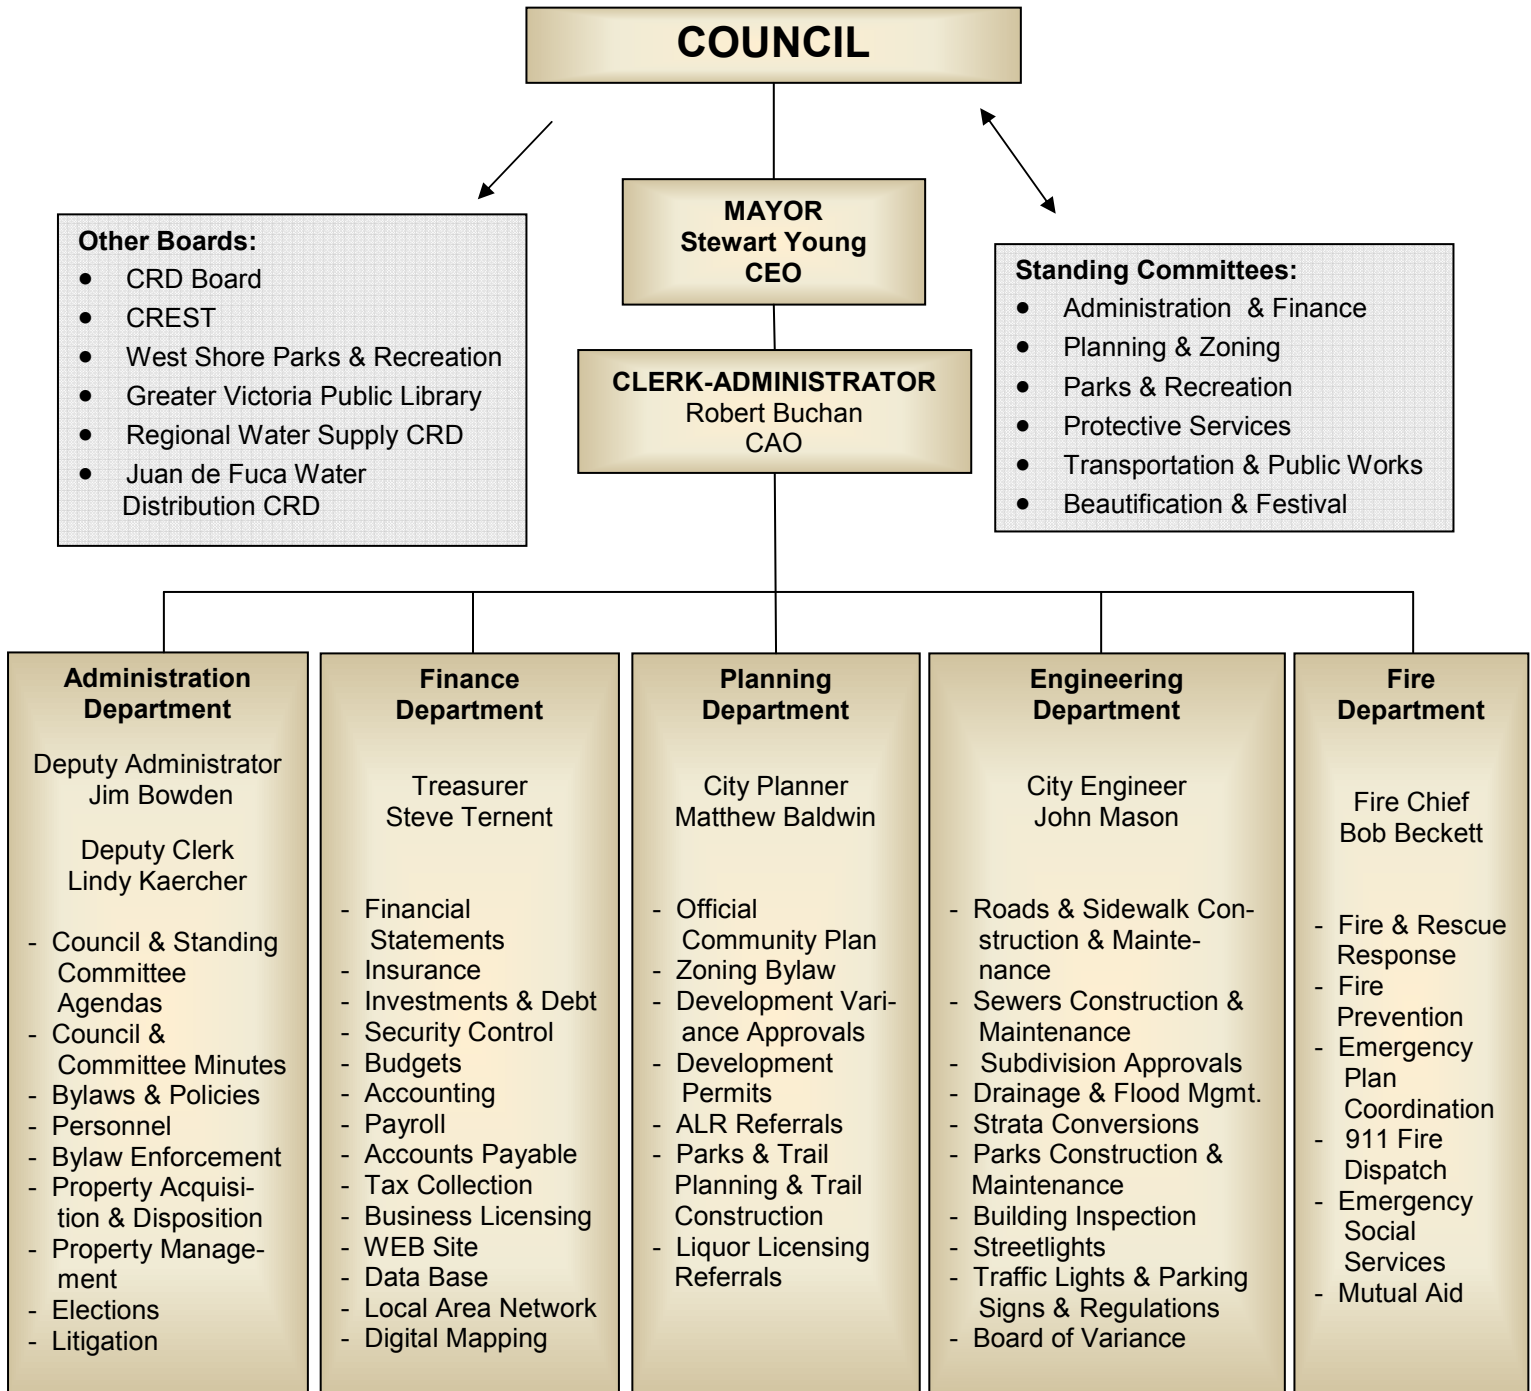 COUNCIL
MAYOR
Stewart Young
CEO
Other Boards:
● CRD Board
● CREST
● West Shore Parks & Recreation
● Greater Victoria Public Library
● Regional Water Supply CRD
● Juan de Fuca Water
Distribution CRD
Standing Committees:
● Administration & Finance
● Planning & Zoning
● Parks & Recreation
● Protective Services
● Transportation & Public Works
● Beautification & Festival
CLERK-ADMINISTRATOR
Robert Buchan
CAO
Administration
Department
Deputy Administrator
Jim Bowden
Deputy Clerk
Lindy Kaercher
- Council & Standing
Committee
Agendas
- Council &
Committee Minutes
- Bylaws & Policies
- Personnel
- Bylaw Enforcement
- Property Acquisi-
tion & Disposition
- Property Manage-
ment
- Elections
- Litigation
Finance
Department
Treasurer
Steve Ternent
- Financial
Statements
- Insurance
- Investments & Debt
- Security Control
- Budgets
- Accounting
- Payroll
- Accounts Payable
- Tax Collection
- Business Licensing
- WEB Site
- Data Base
- Local Area Network
- Digital Mapping
Planning
Department
City Planner
Matthew Baldwin
- Official
Community Plan
- Zoning Bylaw
- Development Vari-
ance Approvals
- Development
Permits
- ALR Referrals
- Parks & Trail
Planning & Trail
Construction
- Liquor Licensing
Referrals
Engineering
Department
City Engineer
John Mason
- Roads & Sidewalk Con-
struction & Mainte-
nance
- Sewers Construction &
Maintenance
- Subdivision Approvals
- Drainage & Flood Mgmt.
- Strata Conversions
- Parks Construction &
Maintenance
- Building Inspection
- Streetlights
- Traffic Lights & Parking
Signs & Regulations
- Board of Variance
Fire
Department
Fire Chief
Bob Beckett
- Fire & Rescue
Response
- Fire
Prevention
- Emergency
Plan
Coordination
- 911 Fire
Dispatch
- Emergency
Social
Services
- Mutual Aid